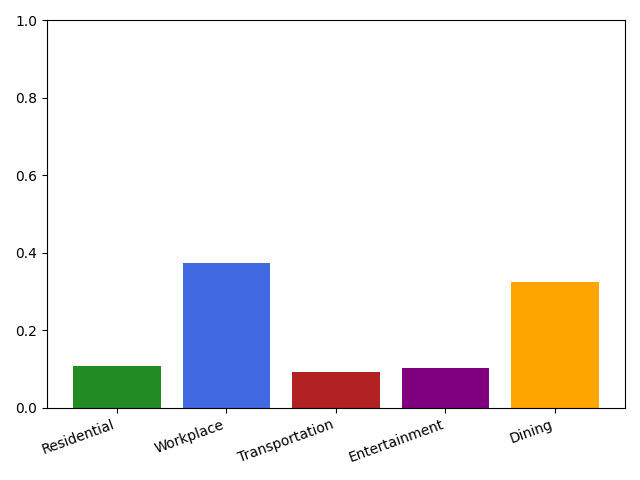 1.0
0.8
0.6
0.4
0.2
0.0
Residential
Workplace
Transportation
Entertainment
Dining